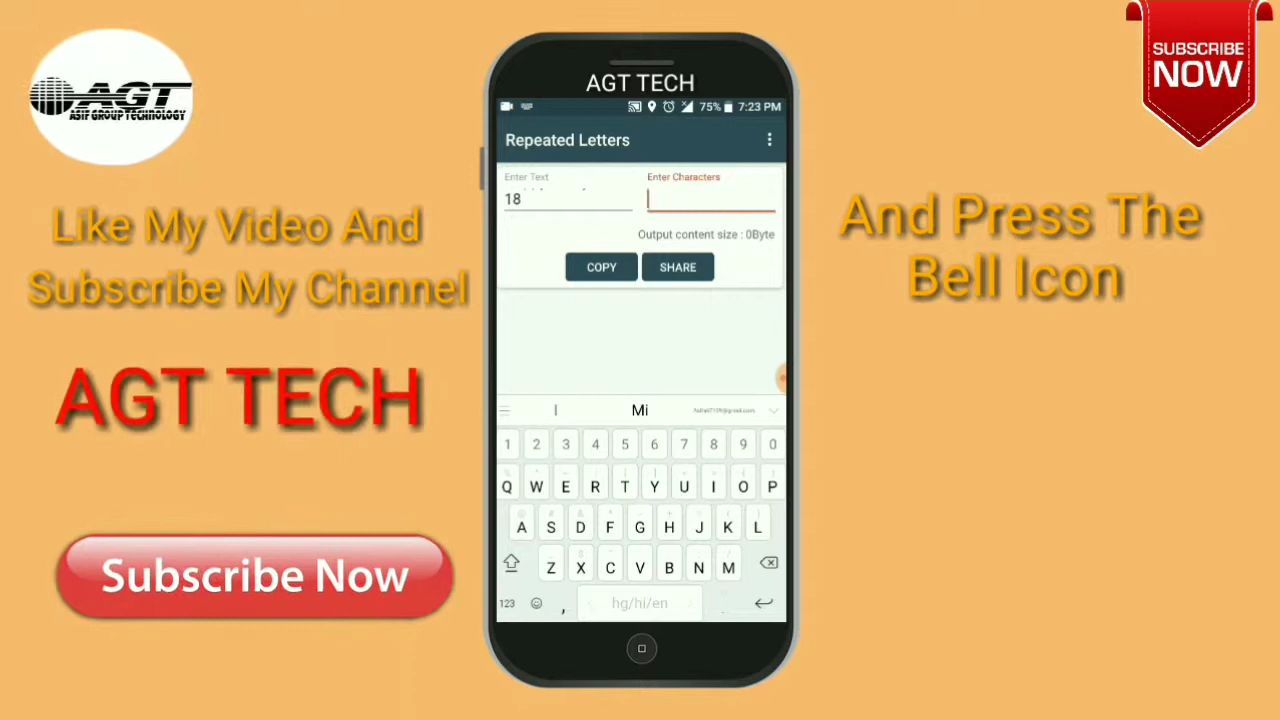 AGT
ASIF GROUP TECHNOLOGY
Like My Video And
Subscribe My Channel
AGT TECH
Subscribe Now
AGT TECH
75% 7:23 PM
Repeated Letters
Enter Text
Enter Characters
18
Output content size : 0Byte
COPY SHARE
I Mi
1 2 3 4 5 6 7 8 9 0
Q W E R T Y U I O P
A S D F G H J K L
Z X C V B N M
123 , hg/hi/en
SUBSCRIBE
NOW
And Press The
Bell Icon